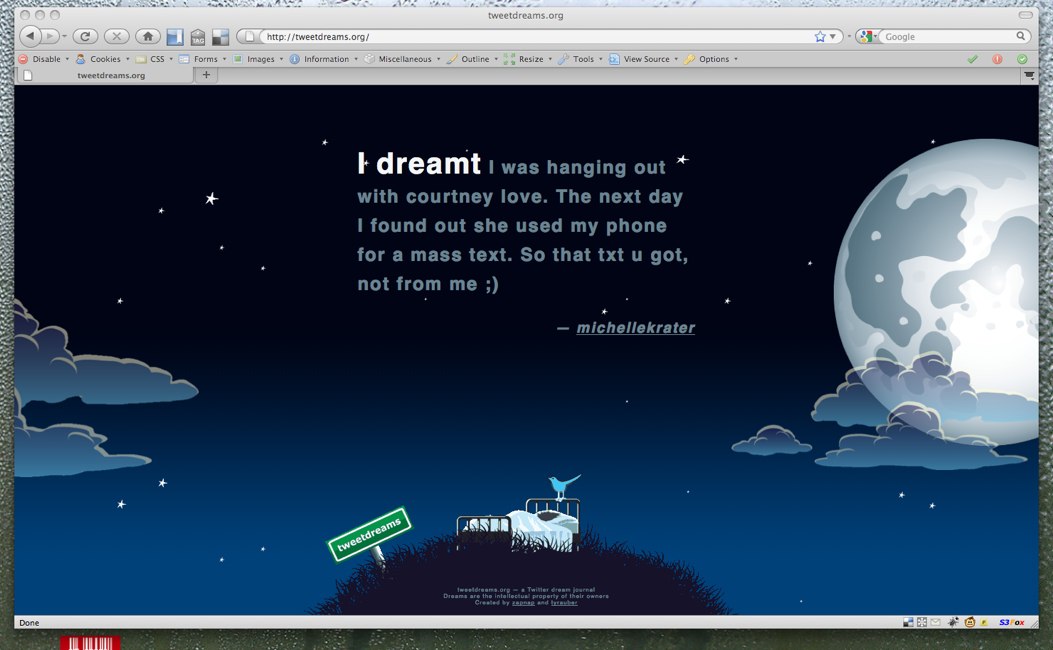 tweetdreams.org
TAG
http://tweetdreams.org/
Google
Disable Cookies CSS Forms Images Information Miscellaneous Outline Resize Tools View Source Options
tweetdreams.org
I dreamt I was hanging out
with courtney love. The next day
I found out she used my phone
for a mass text. So that txt u got,
not from me ;)
— michellekrater
tweetdreams
tweetdreams.org — a Twitter dream journal
Dreams are the intellectual property of their owners
Created by zapnap and tyrauber
Done
S3Fox